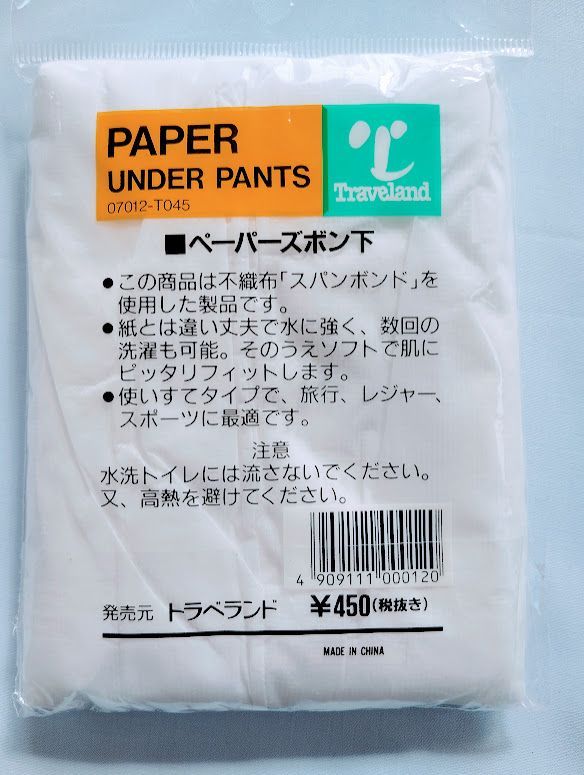 PAPER
UNDER PANTS
07012-T045
Traveland
■ペーパーズボン下
●この商品は不織布「スパンボンド」を
使用した製品です。
●紙とは違い丈夫で水に強く、数回の
洗濯も可能。そのうえソフトで肌に
ピッタリフィットします。
●使いすてタイプで、旅行、レジャー、
スポーツに最適です。
注意
水洗トイレには流さないでください。
又、高熱を避けてください。
4 909111 000120
発売元 トラベランド ¥450(税抜き)
MADE IN CHINA